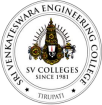 SRI VENKATESWARA ENGINEERING COLLEGE
SV COLLEGES
SINCE 1981
TIRUPATI